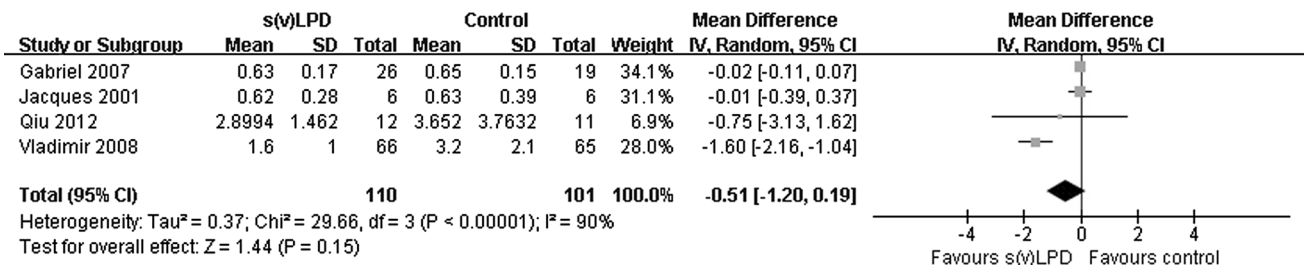 s(v)LPD Control Mean Difference Mean Difference
Study or Subgroup Mean SD Total Mean SD Total Weight IV, Random, 95% CI IV, Random, 95% CI
Gabriel 2007 0.63 0.17 26 0.65 0.15 19 34.1% -0.02 [-0.11, 0.07]
Jacques 2001 0.62 0.28 6 0.63 0.39 6 31.1% -0.01 [-0.39, 0.37]
Qiu 2012 2.8994 1.462 12 3.652 3.7632 11 6.9% -0.75 [-3.13, 1.62]
Vladimir 2008 1.6 1 66 3.2 2.1 65 28.0% -1.60 [-2.16, -1.04]
Total (95% CI) 110 101 100.0% -0.51 [-1.20, 0.19]
Heterogeneity: Tau² = 0.37; Chi² = 29.66, df = 3 (P < 0.00001); I² = 90%
Test for overall effect: Z = 1.44 (P = 0.15)
-4 -2 0 2 4
Favours s(v)LPD Favours control